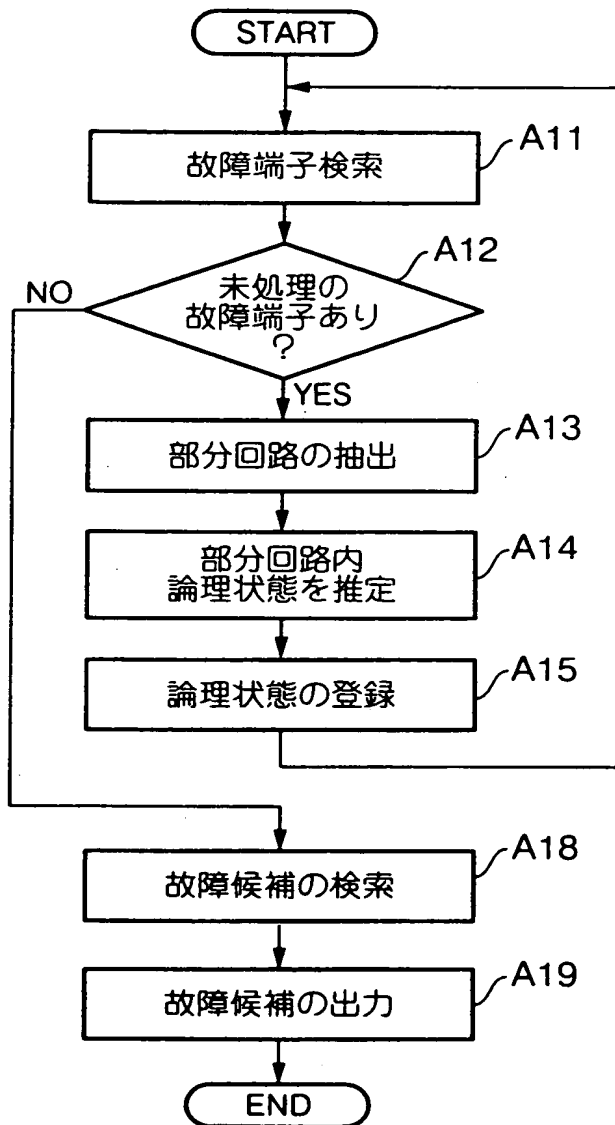 START
故障端子検索
A11
未処理の
故障端子あり
?
A12
NO
YES
部分回路の抽出
A13
部分回路内
論理状態を推定
A14
論理状態の登録
A15
故障候補の検索
A18
故障候補の出力
A19
END